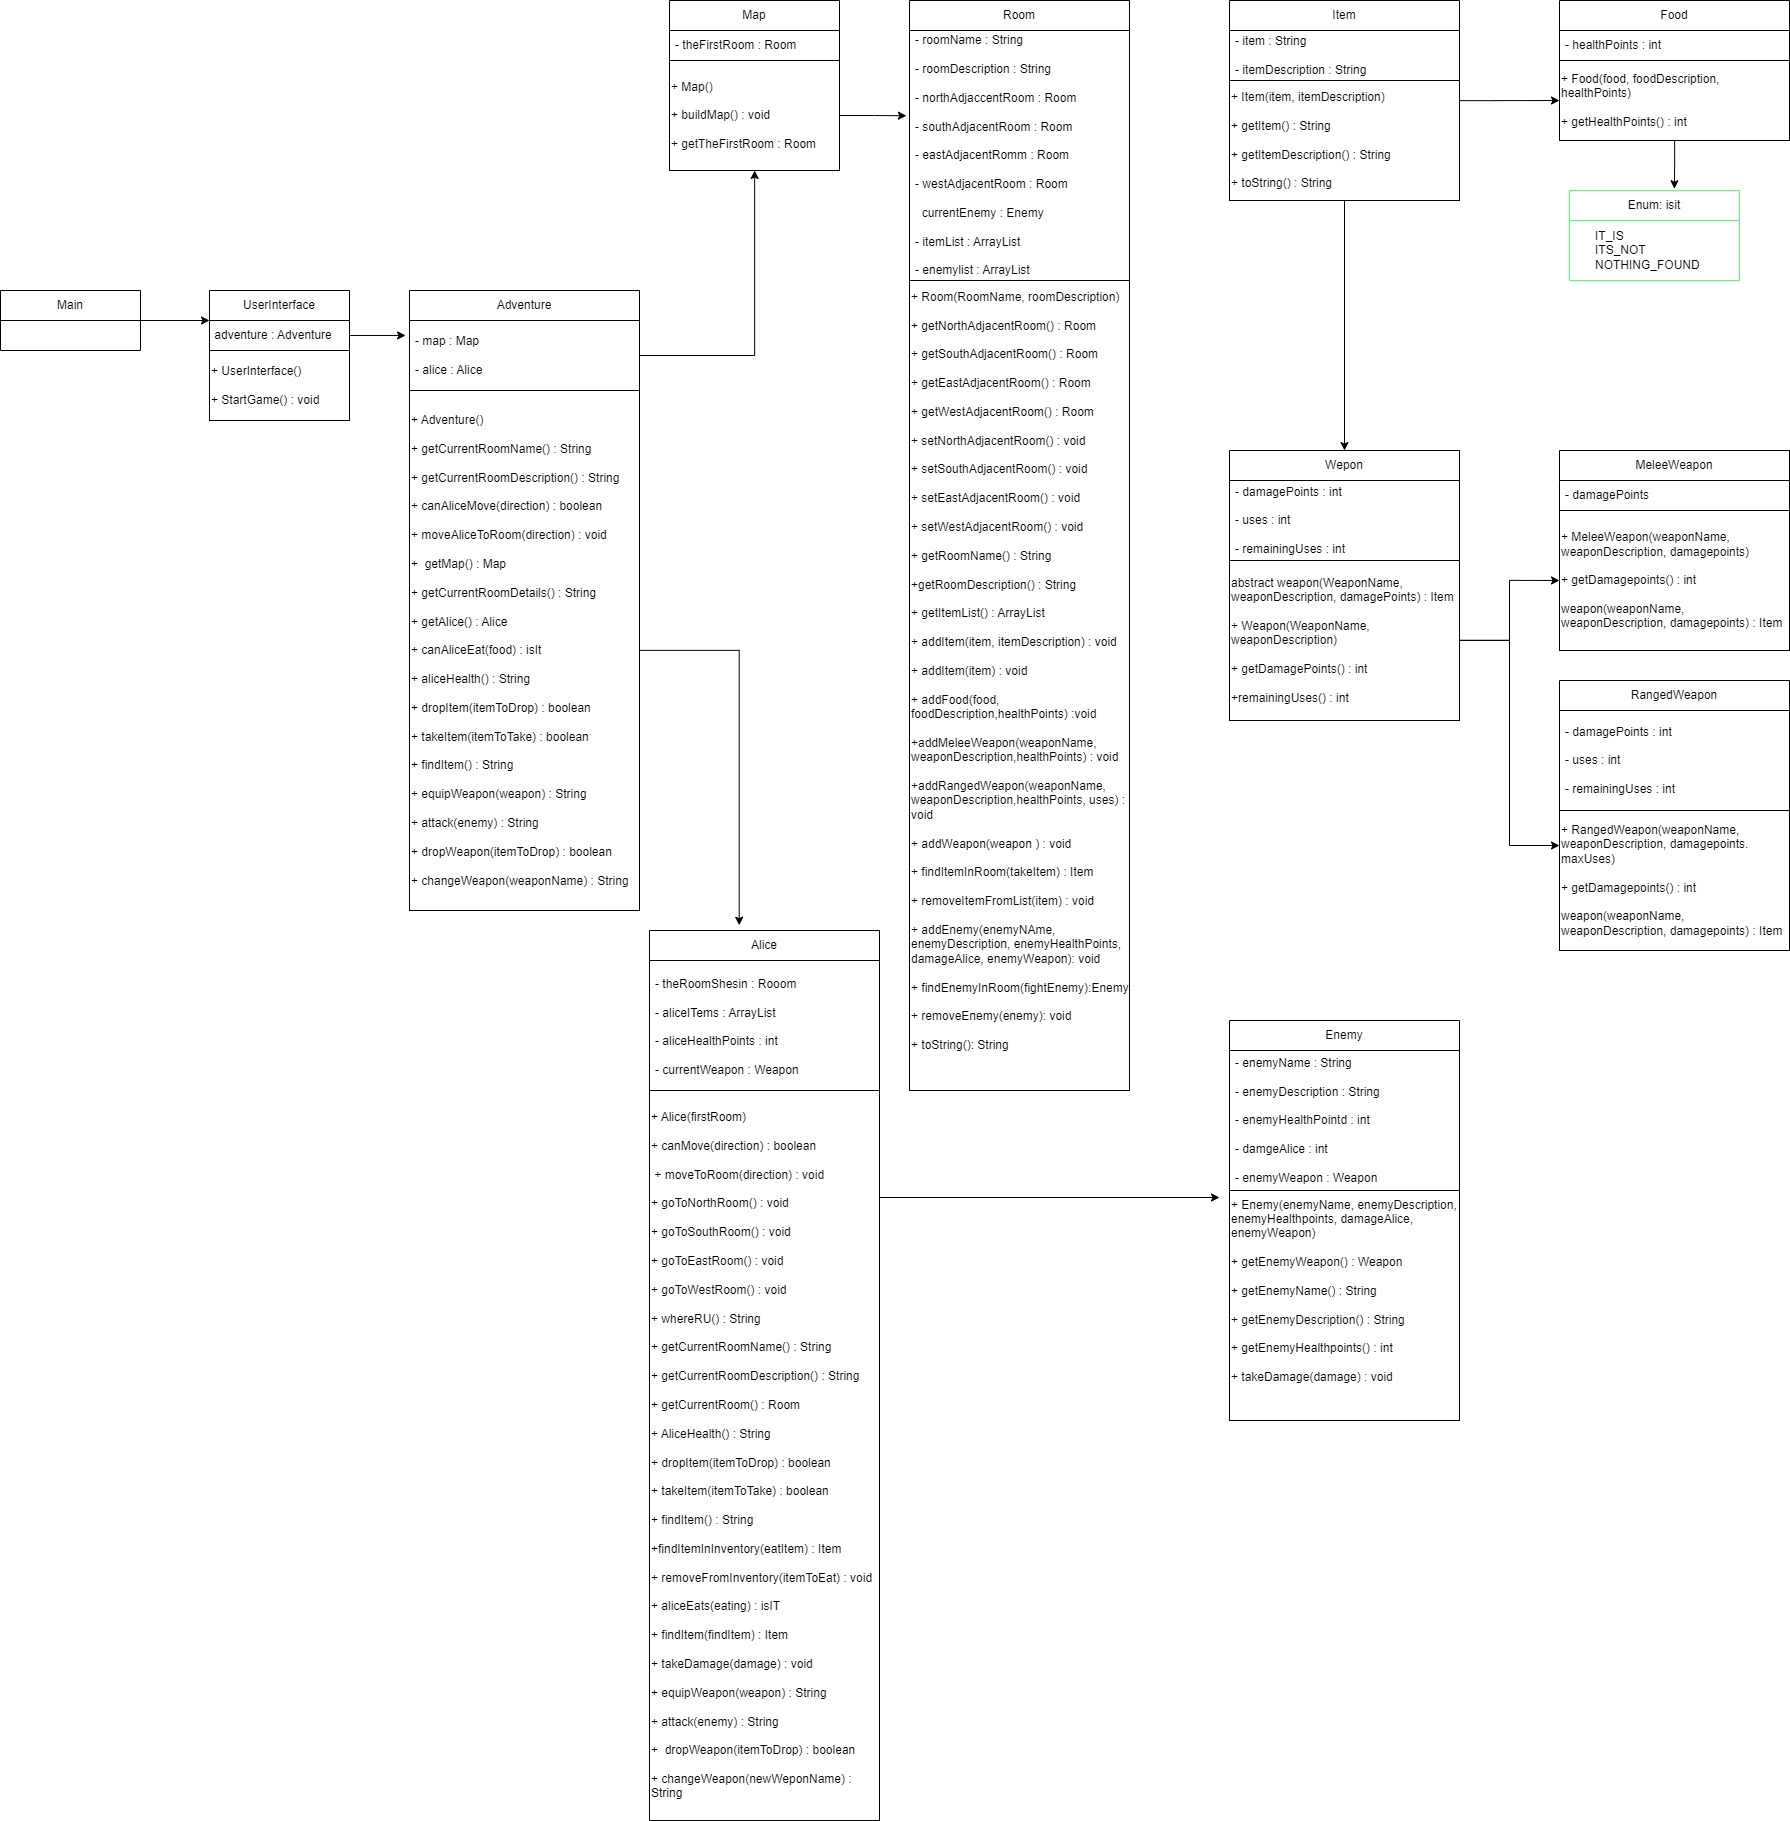 Map
- theFirstRoom : Room
+ Map()
+ buildMap() : void
+ getTheFirstRoom : Room
Room
- roomName : String
- roomDescription : String
- northAdjaccentRoom : Room
- southAdjacentRoom : Room
- eastAdjacentRomm : Room
- westAdjacentRoom : Room
currentEnemy : Enemy
- itemList : ArrayList
- enemylist : ArrayList
+ Room(RoomName, roomDescription)
+ getNorthAdjacentRoom() : Room
+ getSouthAdjacentRoom() : Room
+ getEastAdjacentRoom() : Room
+ getWestAdjacentRoom() : Room
+ setNorthAdjacentRoom() : void
+ setSouthAdjacentRoom() : void
+ setEastAdjacentRoom() : void
+ setWestAdjacentRoom() : void
+ getRoomName() : String
+getRoomDescription() : String
+ getItemList() : ArrayList
+ addItem(item, itemDescription) : void
+ addItem(item) : void
+ addFood(food,
foodDescription,healthPoints) :void
+addMeleeWeapon(weaponName,
weaponDescription,healthPoints) : void
+addRangedWeapon(weaponName,
weaponDescription,healthPoints, uses) :
void
+ addWeapon(weapon ) : void
+ findItemInRoom(takeItem) : Item
+ removeItemFromList(item) : void
+ addEnemy(enemyNAme,
enemyDescription, enemyHealthPoints,
damageAlice, enemyWeapon): void
+ findEnemyInRoom(fightEnemy):Enemy
+ removeEnemy(enemy): void
+ toString(): String
Item
- item : String
- itemDescription : String
+ Item(item, itemDescription)
+ getItem() : String
+ getItemDescription() : String
+ toString() : String
Food
- healthPoints : int
+ Food(food, foodDescription,
healthPoints)
+ getHealthPoints() : int
Enum: isit
IT_IS
ITS_NOT
NOTHING_FOUND
Main
UserInterface
adventure : Adventure
+ UserInterface()
+ StartGame() : void
Adventure
- map : Map
- alice : Alice
+ Adventure()
+ getCurrentRoomName() : String
+ getCurrentRoomDescription() : String
+ canAliceMove(direction) : boolean
+ moveAliceToRoom(direction) : void
+ getMap() : Map
+ getCurrentRoomDetails() : String
+ getAlice() : Alice
+ canAliceEat(food) : isIt
+ aliceHealth() : String
+ dropItem(itemToDrop) : boolean
+ takeItem(itemToTake) : boolean
+ findItem() : String
+ equipWeapon(weapon) : String
+ attack(enemy) : String
+ dropWeapon(itemToDrop) : boolean
+ changeWeapon(weaponName) : String
Wepon
- damagePoints : int
- uses : int
- remainingUses : int
abstract weapon(WeaponName,
weaponDescription, damagePoints) : Item
+ Weapon(WeaponName,
weaponDescription)
+ getDamagePoints() : int
+remainingUses() : int
MeleeWeapon
- damagePoints
+ MeleeWeapon(weaponName,
weaponDescription, damagepoints)
+ getDamagepoints() : int
weapon(weaponName,
weaponDescription, damagepoints) : Item
RangedWeapon
- damagePoints : int
- uses : int
- remainingUses : int
+ RangedWeapon(weaponName,
weaponDescription, damagepoints.
maxUses)
+ getDamagepoints() : int
weapon(weaponName,
weaponDescription, damagepoints) : Item
Alice
- theRoomShesin : Rooom
- aliceITems : ArrayList
- aliceHealthPoints : int
- currentWeapon : Weapon
+ Alice(firstRoom)
+ canMove(direction) : boolean
+ moveToRoom(direction) : void
+ goToNorthRoom() : void
+ goToSouthRoom() : void
+ goToEastRoom() : void
+ goToWestRoom() : void
+ whereRU() : String
+ getCurrentRoomName() : String
+ getCurrentRoomDescription() : String
+ getCurrentRoom() : Room
+ AliceHealth() : String
+ dropItem(itemToDrop) : boolean
+ takeItem(itemToTake) : boolean
+ findItem() : String
+findItemInInventory(eatItem) : Item
+ removeFromInventory(itemToEat) : void
+ aliceEats(eating) : isIT
+ findItem(findItem) : Item
+ takeDamage(damage) : void
+ equipWeapon(weapon) : String
+ attack(enemy) : String
+ dropWeapon(itemToDrop) : boolean
+ changeWeapon(newWeponName) :
String
Enemy
- enemyName : String
- enemyDescription : String
- enemyHealthPointd : int
- damgeAlice : int
- enemyWeapon : Weapon
+ Enemy(enemyName, enemyDescription,
enemyHealthpoints, damageAlice,
enemyWeapon)
+ getEnemyWeapon() : Weapon
+ getEnemyName() : String
+ getEnemyDescription() : String
+ getEnemyHealthpoints() : int
+ takeDamage(damage) : void